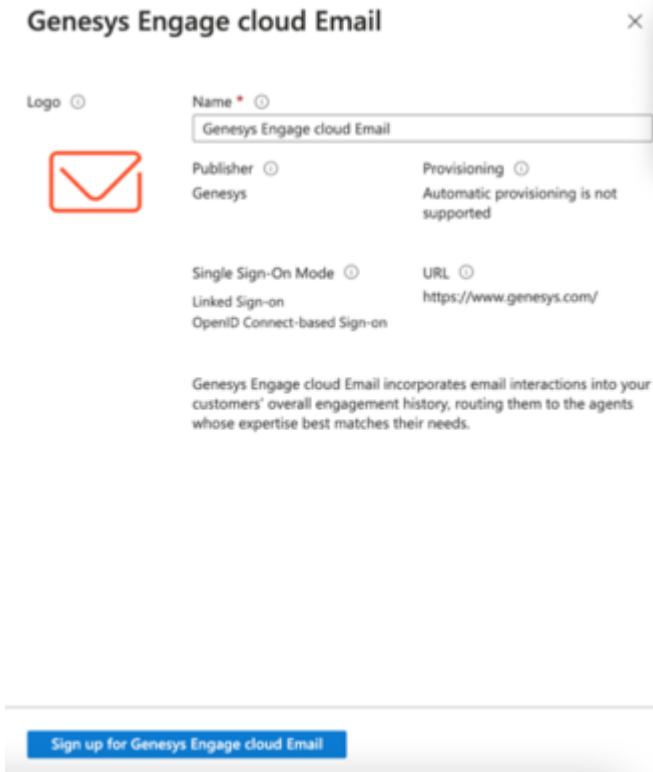 Genesys Engage cloud Email
Logo
Name *
Genesys Engage cloud Email
Publisher
Provisioning
Genesys
Automatic provisioning is not
supported
Single Sign-On Mode
URL
Linked Sign-on
https://www.genesys.com/
OpenID Connect-based Sign-on
Genesys Engage cloud Email incorporates email interactions into your
customers' overall engagement history, routing them to the agents
whose expertise best matches their needs.
Sign up for Genesys Engage cloud Email